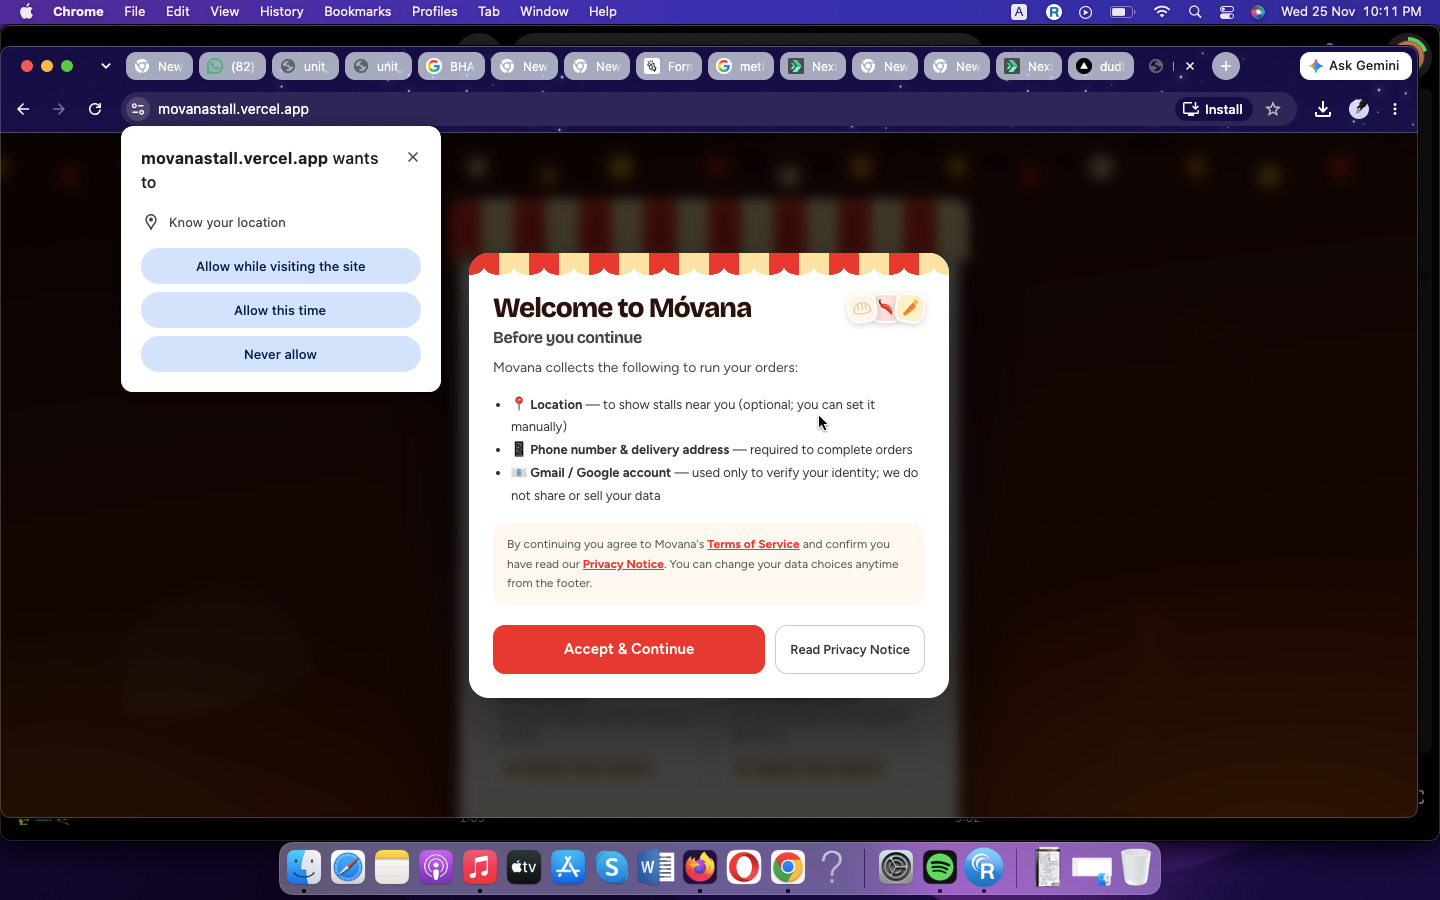 Chrome File Edit View History Bookmarks Profiles Tab Window Help
A R Wed 25 Nov 10:11 PM
New (82) unit_ unit_ BHA New New Forr met Next New New Next dud
Ask Gemini
movanastall.vercel.app
Install
movanastall.vercel.app wants
to
Know your location
Allow while visiting the site
Allow this time
Never allow
Welcome to Móvana
Before you continue
Movana collects the following to run your orders:
• 📍 Location — to show stalls near you (optional; you can set it
manually)
• 📱 Phone number & delivery address — required to complete orders
• 📧 Gmail / Google account — used only to verify your identity; we do
not share or sell your data
By continuing you agree to Movana's Terms of Service and confirm you
have read our Privacy Notice. You can change your data choices anytime
from the footer.
Accept & Continue
Read Privacy Notice
tv
S
W
R